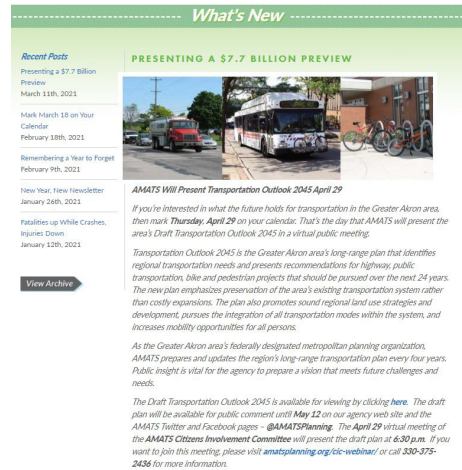 What's New
Recent Posts
Presenting a $7.7 Billion
Preview
March 11th, 2021
Mark March 18 on Your
Calendar
February 18th, 2021
Remembering a Year to Forget
February 9th, 2021
New Year, New Newsletter
January 26th, 2021
Fatalities up While Crashes,
Injuries Down
January 12th, 2021
View Archive
PRESENTING A $7.7 BILLION PREVIEW
AMATS Will Present Transportation Outlook 2045 April 29
If you're interested in what the future holds for transportation in the Greater Akron area,
then mark Thursday, April 29 on your calendar. That's the day that AMATS will present the
area's Draft Transportation Outlook 2045 in a virtual public meeting.
Transportation Outlook 2045 is the Greater Akron area's long-range plan that identifies
regional transportation needs and presents recommendations for highway, public
transportation, bike and pedestrian projects that should be pursued over the next 24 years.
The new plan emphasizes preservation of the area's existing transportation system rather
than costly expansions. The plan also promotes sound regional land use strategies and
development, pursues the integration of all transportation modes within the system, and
increases mobility opportunities for all persons.
As the Greater Akron area's federally designated metropolitan planning organization,
AMATS prepares and updates the region's long-range transportation plan every four years.
Public insight is vital for the agency to prepare a vision that meets future challenges and
needs.
The Draft Transportation Outlook 2045 is available for viewing by clicking here. The draft
plan will be available for public comment until May 12 on our agency web site and the
AMATS Twitter and Facebook pages – @AMATSPlanning. The April 29 virtual meeting of
the AMATS Citizens Involvement Committee will present the draft plan at 6:30 p.m. If you
want to join this meeting, please visit amatsplanning.org/cic-webinar/ or call 330-375-
2436 for more information.